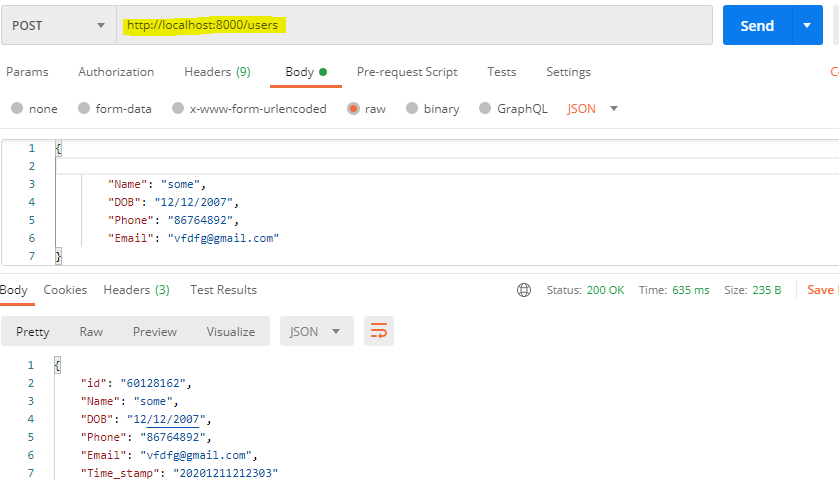 POST http://localhost:8000/users Send
Params Authorization Headers (9) Body Pre-request Script Tests Settings
none form-data x-www-form-urlencoded raw binary GraphQL JSON
1 {
2
3 "Name": "some",
4 "DOB": "12/12/2007",
5 "Phone": "86764892",
6 "Email": "vfdfg@gmail.com"
7 }
Body Cookies Headers (3) Test Results Status: 200 OK Time: 635 ms Size: 235 B Save
Pretty Raw Preview Visualize JSON
1 {
2 "id": "60128162",
3 "Name": "some",
4 "DOB": "12/12/2007",
5 "Phone": "86764892",
6 "Email": "vfdfg@gmail.com",
7 "Time_stamp": "20201211212303"